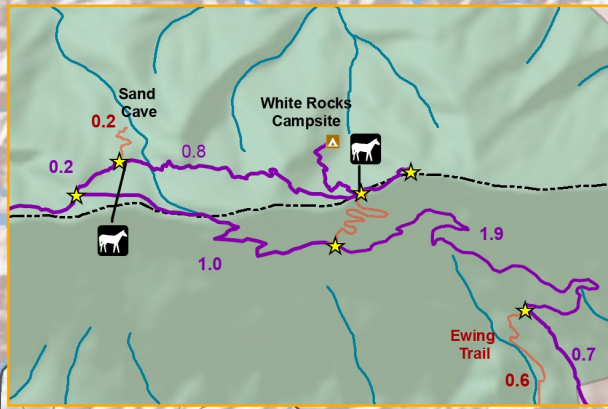 Sand
Cave
0.2
White Rocks
Campsite
0.2
0.8
1.0
1.9
Ewing
Trail
0.6
0.7